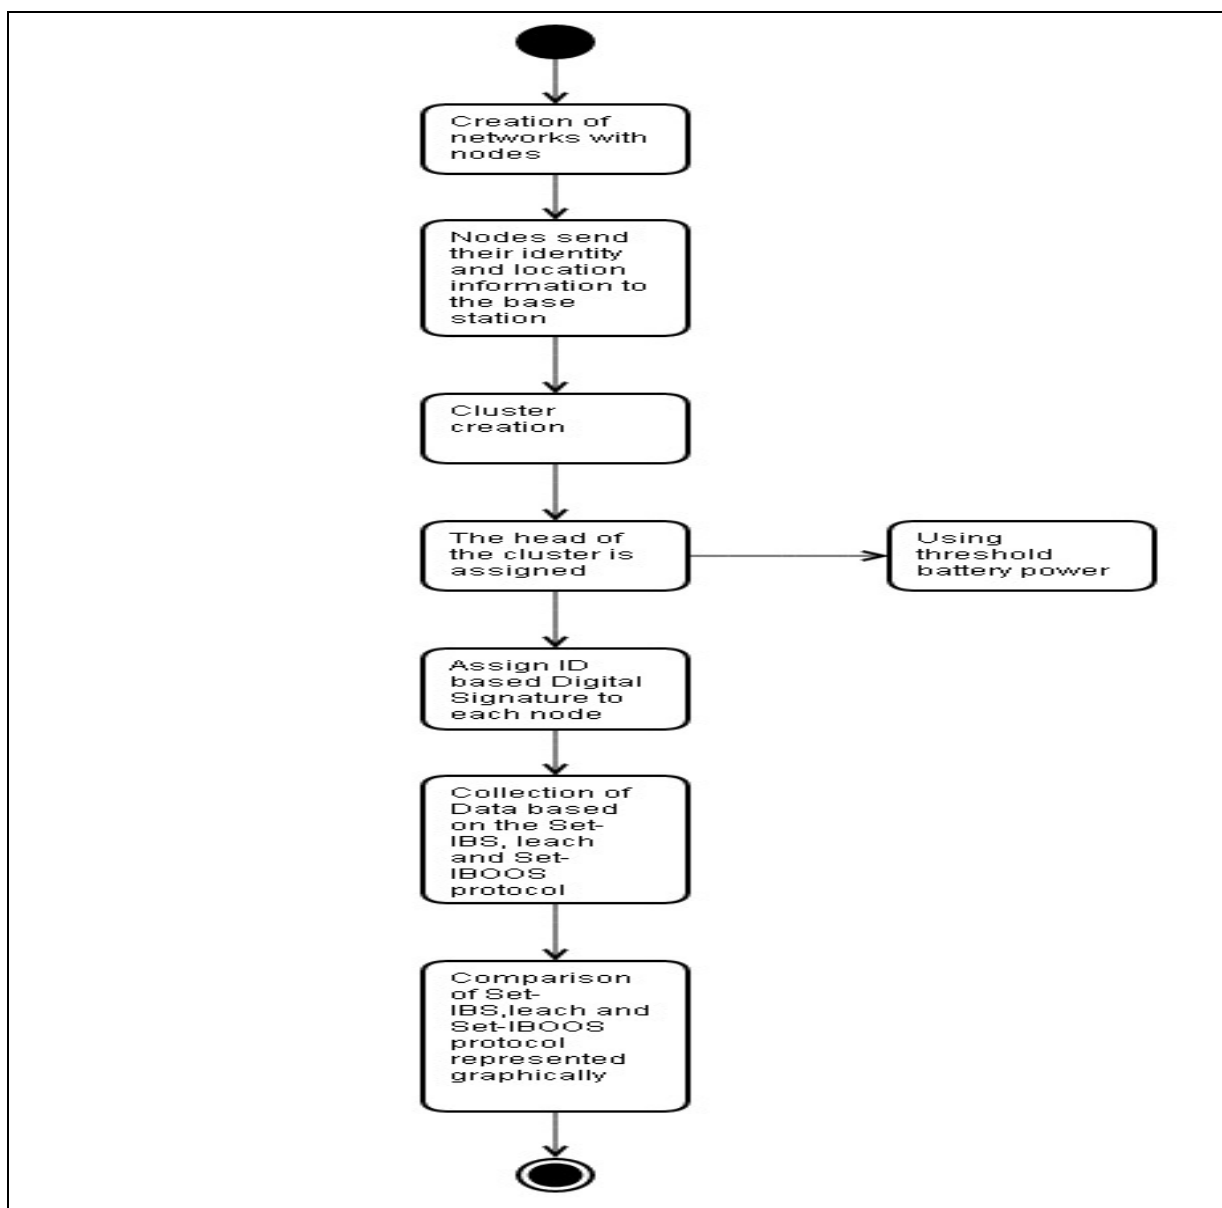 Creation of
networks with
nodes
Nodes send
their identity
and location
information to
the base
station
Cluster
creation
The head of
the cluster is
assigned
Using
threshold
battery power
Assign ID
based Digital
Signature to
each node
Collection of
Data based
on the Set-
IBS, leach
and Set-
IBOOS
protocol
Comparison
of Set-
IBS,leach and
Set-IBOOS
protocol
represented
graphically